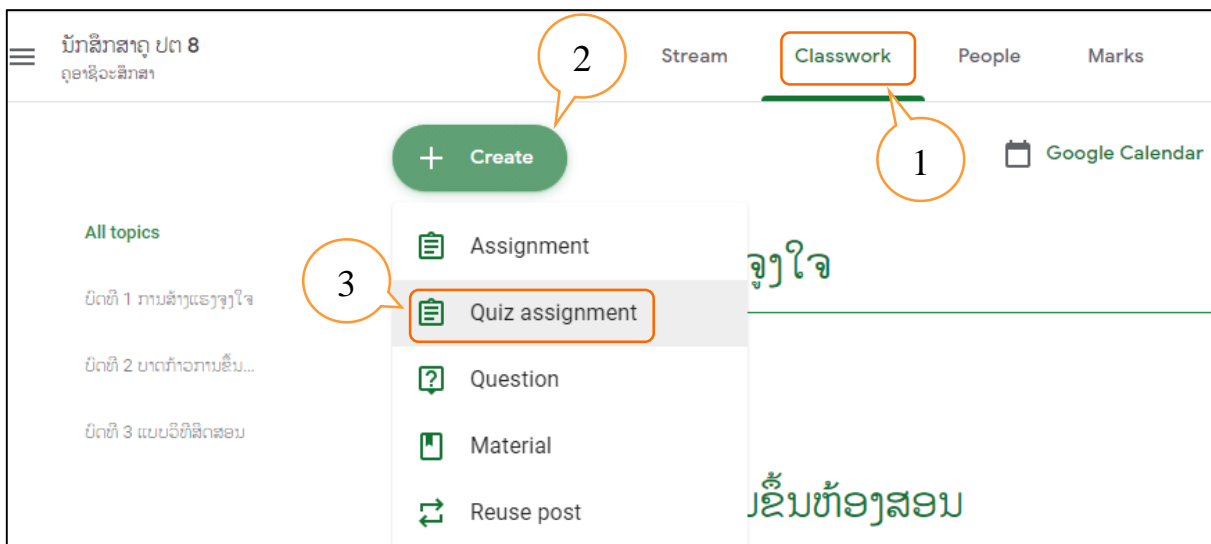 ນັກສຶກສາຄູ ປຕ 8
ຄູອາຊິວະສຶກສາ
2
Stream
Classwork
People
Marks
Create
1
Google Calendar
All topics
3
Assignment
ຈູງໃຈ
ບົດທີ 1 ການສ້າງແຮງຈູງໃຈ
Quiz assignment
ບົດທີ 2 ບາດກ້າວການຂຶ້ນ...
Question
ບົດທີ 3 ແບບວິທີສິດສອນ
Material
ຂຶ້ນຫ້ອງສອນ
Reuse post